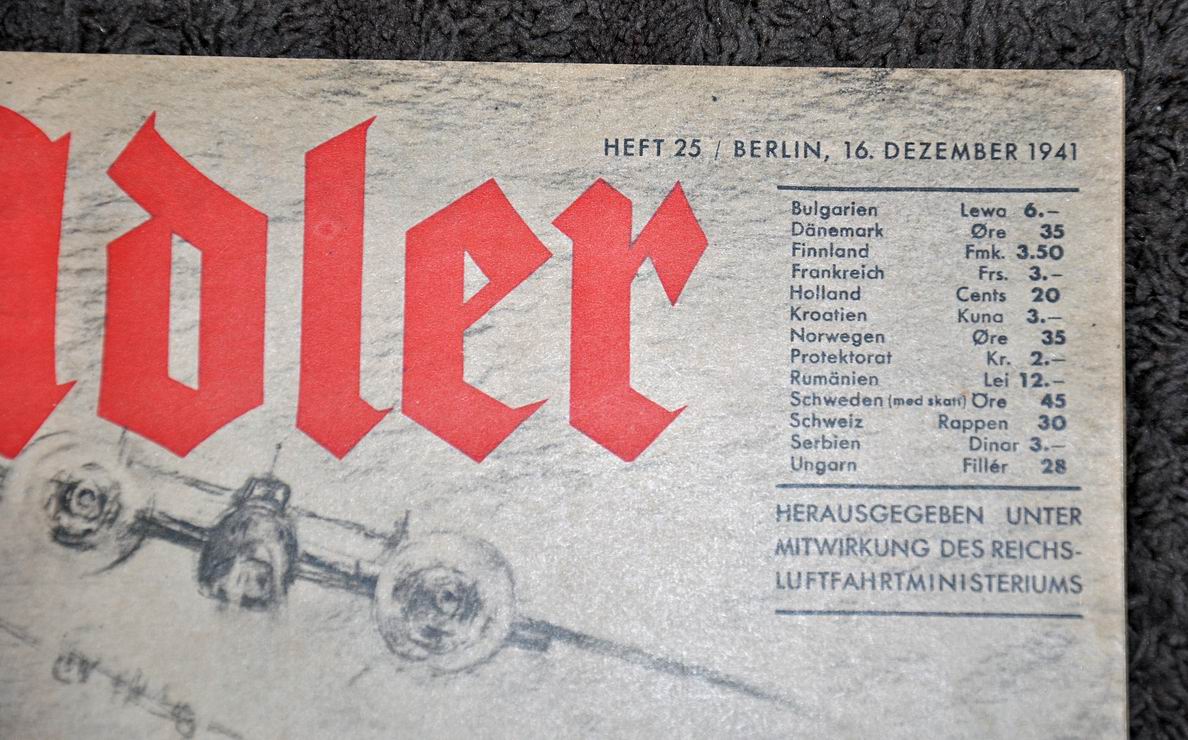 Adler
HEFT 25 / BERLIN, 16. DEZEMBER 1941
Bulgarien Lewa 6.–
Dänemark Øre 35
Finnland Fmk. 3.50
Frankreich Frs. 3.–
Holland Cents 20
Kroatien Kuna 3.–
Norwegen Øre 35
Protektorat Kr. 2.–
Rumänien Lei 12.–
Schweden (med skatt) Öre 45
Schweiz Rappen 30
Serbien Dinar 3.–
Ungarn Fillér 28
HERAUSGEGEBEN UNTER
MITWIRKUNG DES REICHS-
LUFTFAHRTMINISTERIUMS